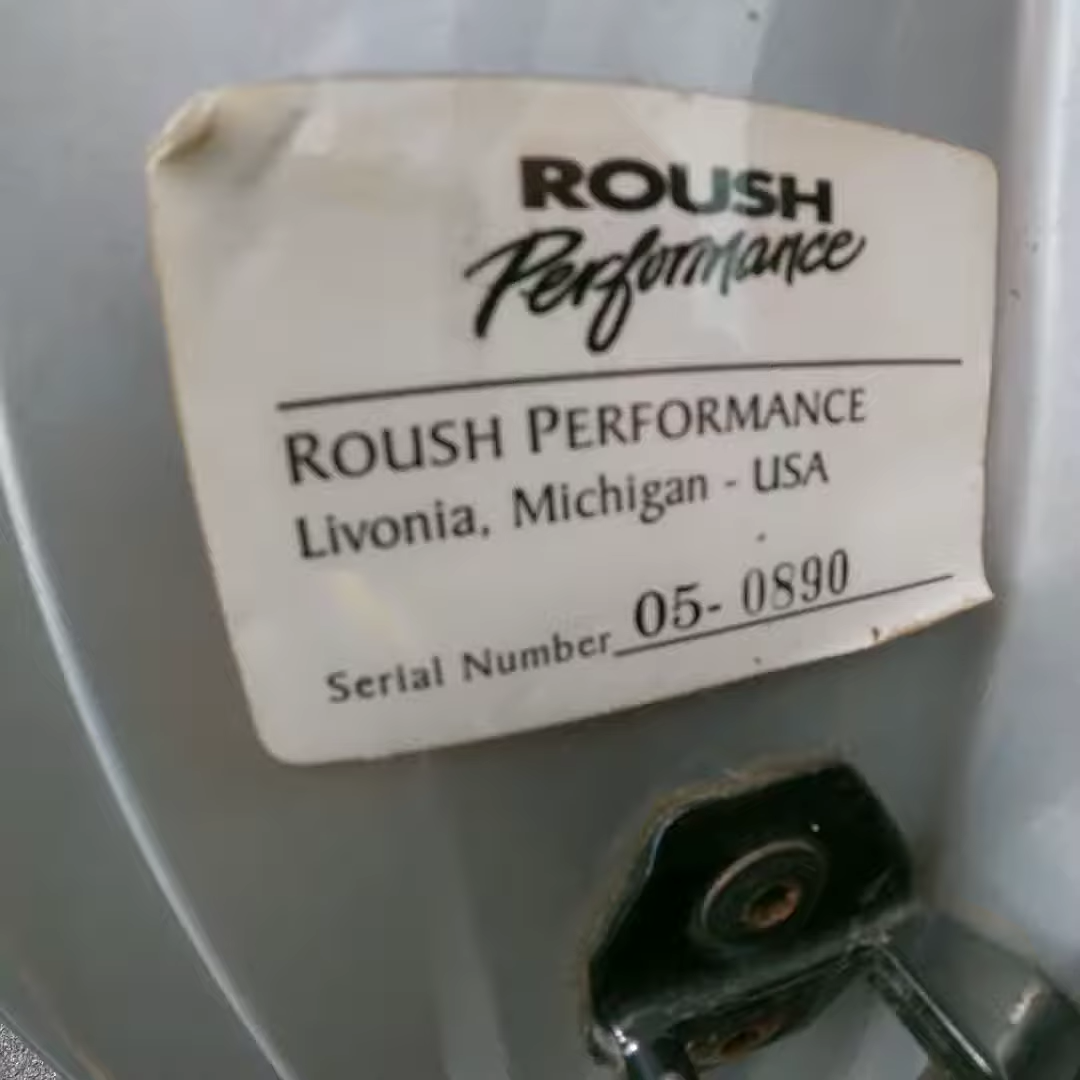 ROUSH
Performance
ROUSH PERFORMANCE
Livonia, Michigan - USA
Serial Number 05- 0890